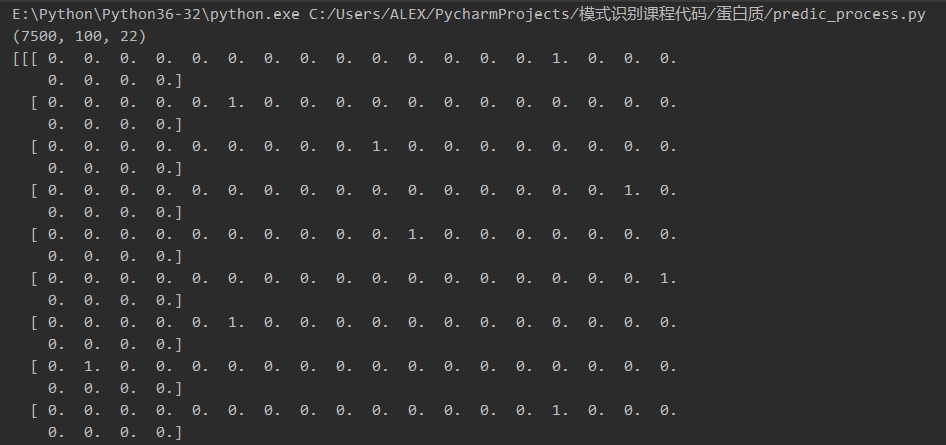 E:\Python\Python36-32\python.exe C:/Users/ALEX/PycharmProjects/模式识别课程代码/蛋白质/predic_process.py
(7500, 100, 22)
[[[ 0. 0. 0. 0. 0. 0. 0. 0. 0. 0. 0. 0. 0. 0. 1. 0. 0. 0.
0. 0. 0. 0.]
[ 0. 0. 0. 0. 0. 1. 0. 0. 0. 0. 0. 0. 0. 0. 0. 0. 0. 0.
0. 0. 0. 0.]
[ 0. 0. 0. 0. 0. 0. 0. 0. 0. 1. 0. 0. 0. 0. 0. 0. 0. 0.
0. 0. 0. 0.]
[ 0. 0. 0. 0. 0. 0. 0. 0. 0. 0. 0. 0. 0. 0. 0. 0. 1. 0.
0. 0. 0. 0.]
[ 0. 0. 0. 0. 0. 0. 0. 0. 0. 0. 1. 0. 0. 0. 0. 0. 0. 0.
0. 0. 0. 0.]
[ 0. 0. 0. 0. 0. 0. 0. 0. 0. 0. 0. 0. 0. 0. 0. 0. 0. 1.
0. 0. 0. 0.]
[ 0. 0. 0. 0. 0. 1. 0. 0. 0. 0. 0. 0. 0. 0. 0. 0. 0. 0.
0. 0. 0. 0.]
[ 0. 1. 0. 0. 0. 0. 0. 0. 0. 0. 0. 0. 0. 0. 0. 0. 0. 0.
0. 0. 0. 0.]
[ 0. 0. 0. 0. 0. 0. 0. 0. 0. 0. 0. 0. 0. 0. 1. 0. 0. 0.
0. 0. 0. 0.]